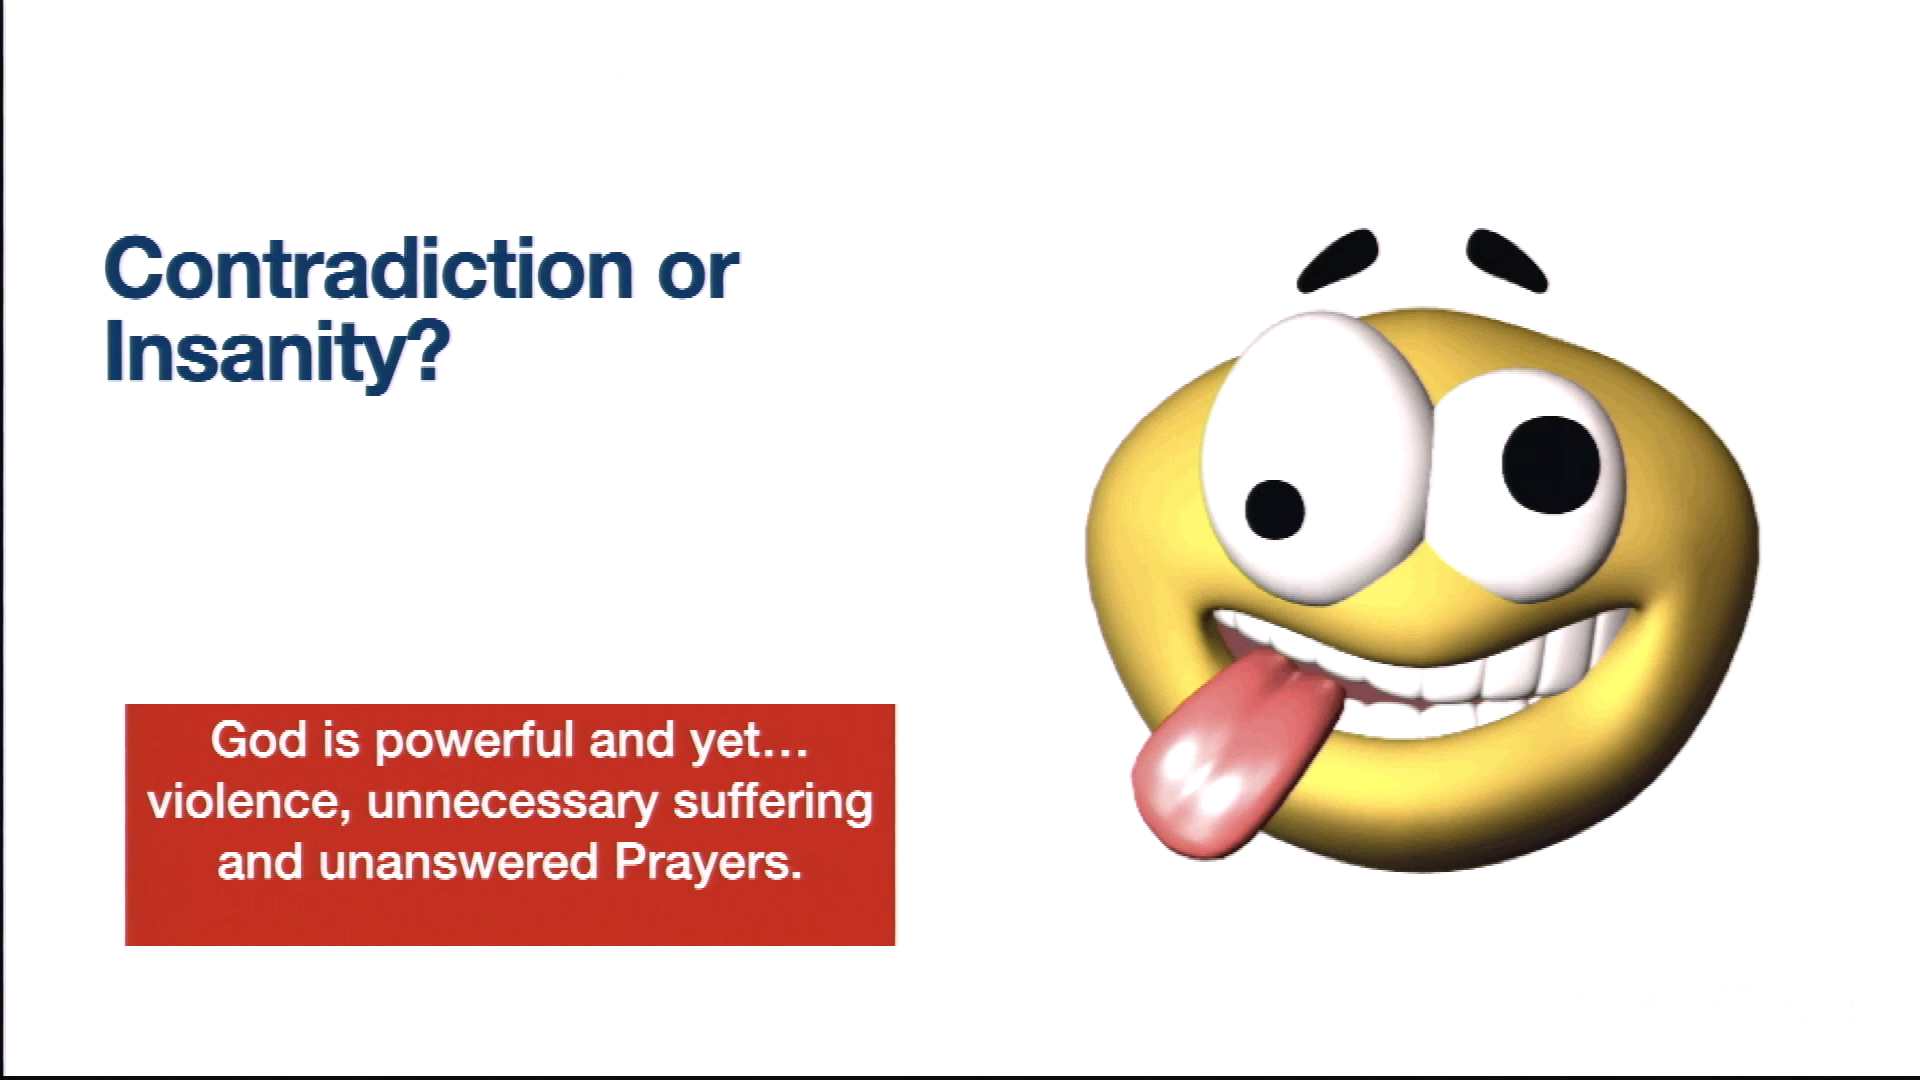 Contradiction or
Insanity?
God is powerful and yet…
violence, unnecessary suffering
and unanswered Prayers.